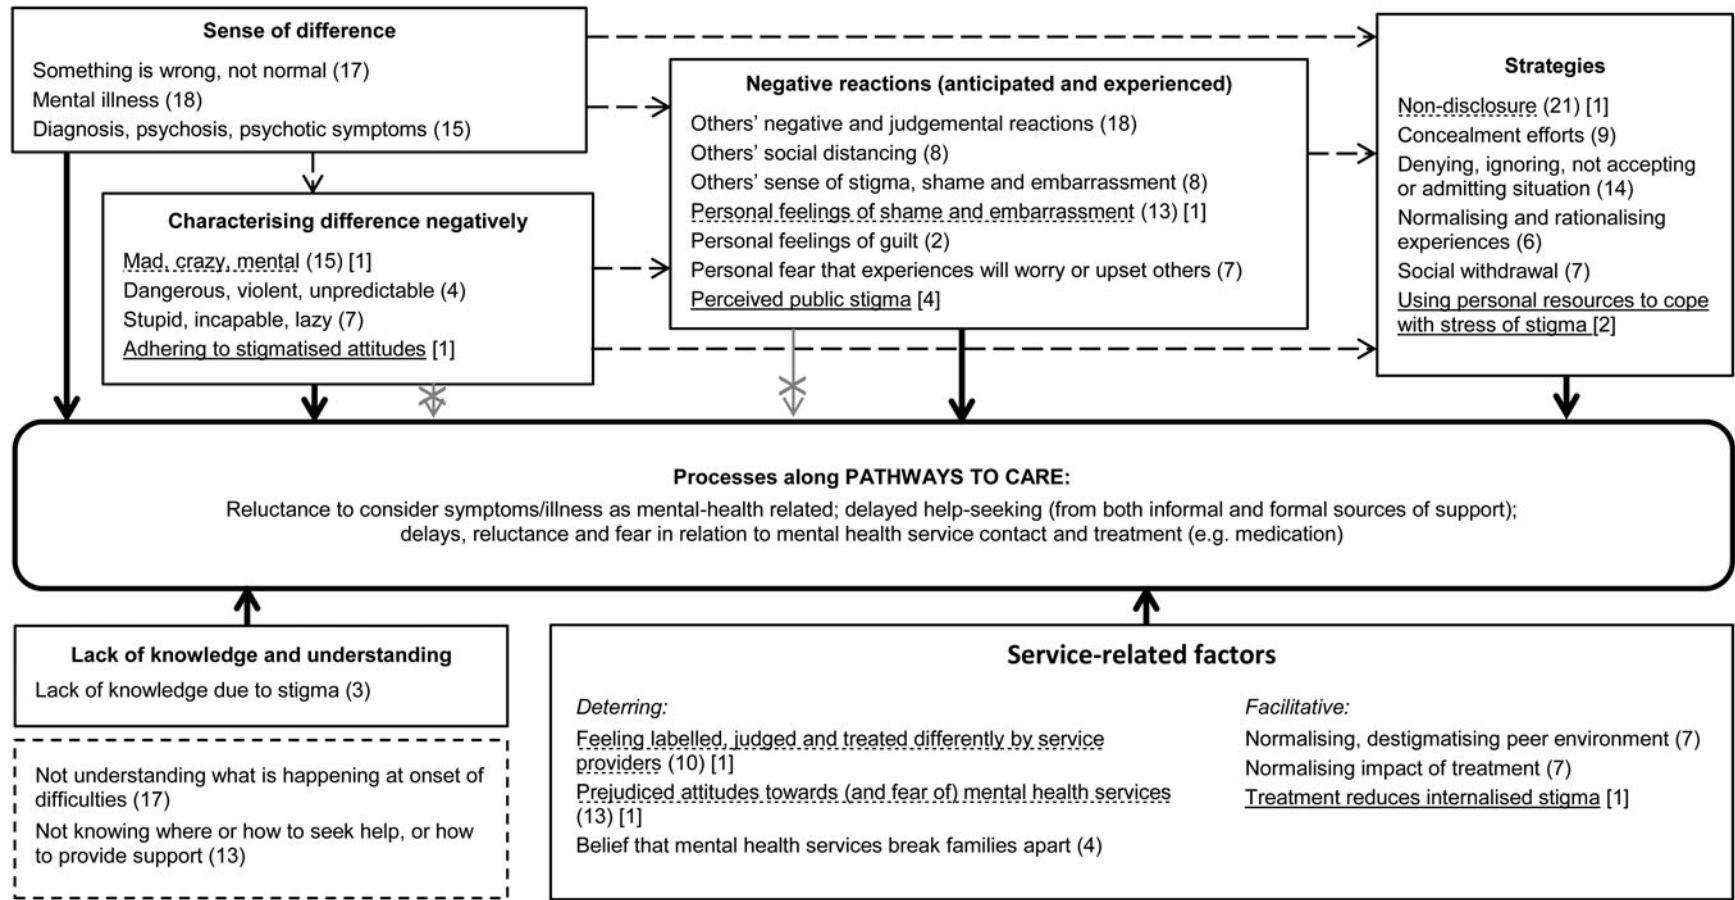 Sense of difference
Something is wrong, not normal (17)
Mental illness (18)
Diagnosis, psychosis, psychotic symptoms (15)
Characterising difference negatively
Mad, crazy, mental (15) [1]
Dangerous, violent, unpredictable (4)
Stupid, incapable, lazy (7)
Adhering to stigmatised attitudes [1]
Negative reactions (anticipated and experienced)
Others’ negative and judgemental reactions (18)
Others’ social distancing (8)
Others’ sense of stigma, shame and embarrassment (8)
Personal feelings of shame and embarrassment (13) [1]
Personal feelings of guilt (2)
Personal fear that experiences will worry or upset others (7)
Perceived public stigma [4]
Strategies
Non-disclosure (21) [1]
Concealment efforts (9)
Denying, ignoring, not accepting
or admitting situation (14)
Normalising and rationalising
experiences (6)
Social withdrawal (7)
Using personal resources to cope
with stress of stigma [2]
Processes along PATHWAYS TO CARE:
Reluctance to consider symptoms/illness as mental-health related; delayed help-seeking (from both informal and formal sources of support);
delays, reluctance and fear in relation to mental health service contact and treatment (e.g. medication)
Lack of knowledge and understanding
Lack of knowledge due to stigma (3)
Not understanding what is happening at onset of
difficulties (17)
Not knowing where or how to seek help, or how
to provide support (13)
Service-related factors
Deterring:
Feeling labelled, judged and treated differently by service
providers (10) [1]
Prejudiced attitudes towards (and fear of) mental health services
(13) [1]
Belief that mental health services break families apart (4)
Facilitative:
Normalising, destigmatising peer environment (7)
Normalising impact of treatment (7)
Treatment reduces internalised stigma [1]